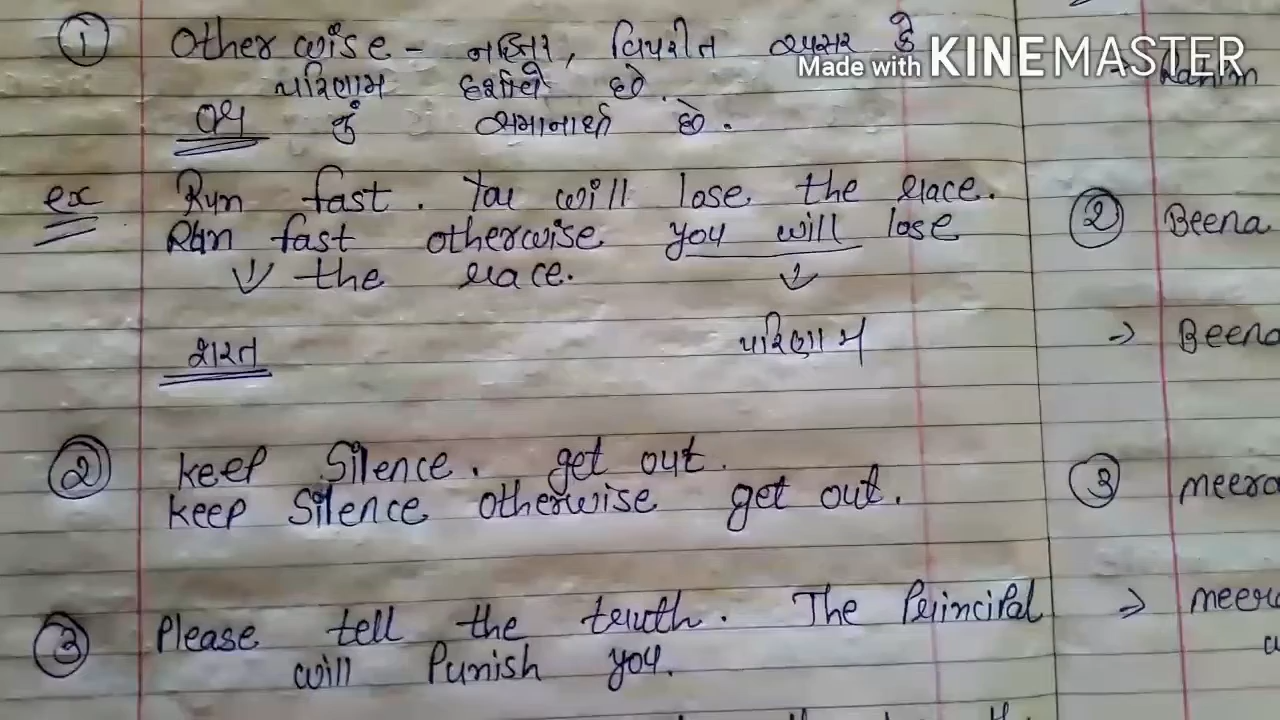 ① Otherwise - નહિતર, વિપરીત અસર કે
પરિણામ દર્શાવે છે.
નું સમાનાર્થી છે.
Made with KINEMASTER
ex Run fast. You will lose the race.
Run fast otherwise you will lose
the race.
શરત પરિણામ
② keep Silence. get out.
keep Silence otherwise get out.
③ Please tell the truth. The Principal
will Punish you.
② Beena
→ Beena
③ meera
⇒ meera